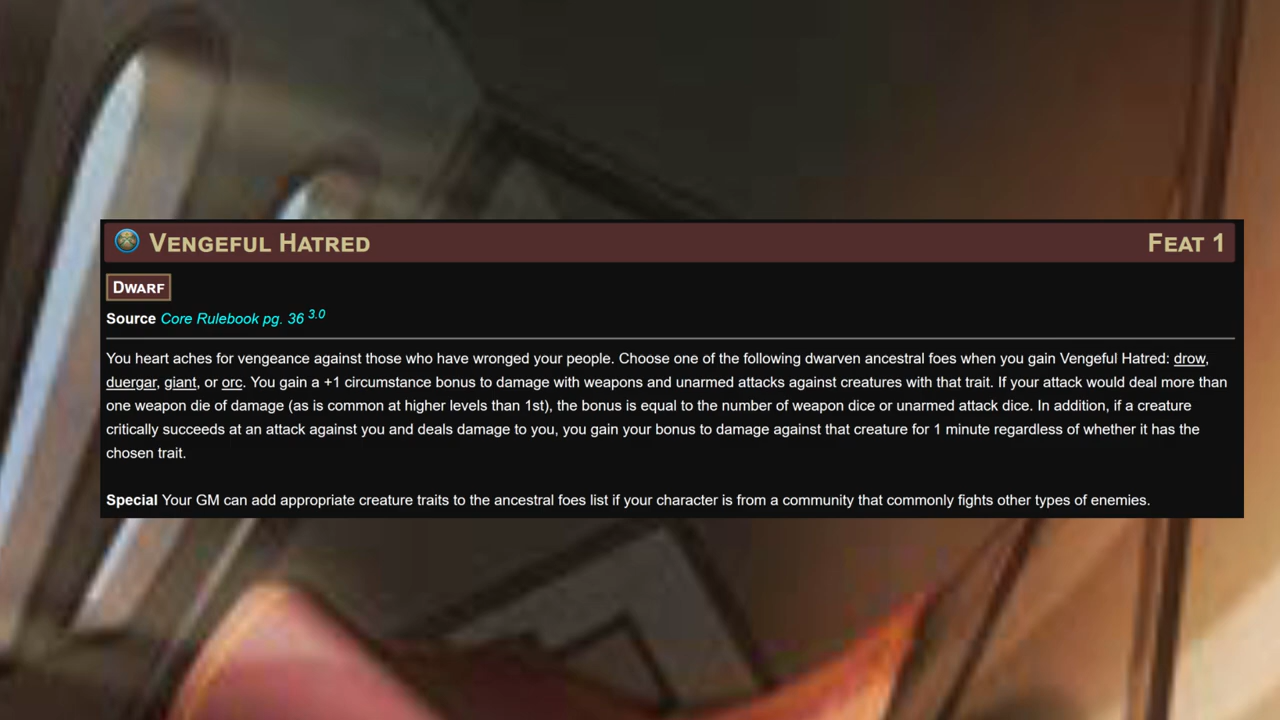 Vengeful Hatred Feat 1
Dwarf
Source Core Rulebook pg. 36 3.0
You heart aches for vengeance against those who have wronged your people. Choose one of the following dwarven ancestral foes when you gain Vengeful Hatred: drow,
duergar, giant, or orc. You gain a +1 circumstance bonus to damage with weapons and unarmed attacks against creatures with that trait. If your attack would deal more than
one weapon die of damage (as is common at higher levels than 1st), the bonus is equal to the number of weapon dice or unarmed attack dice. In addition, if a creature
critically succeeds at an attack against you and deals damage to you, you gain your bonus to damage against that creature for 1 minute regardless of whether it has the
chosen trait.
Special Your GM can add appropriate creature traits to the ancestral foes list if your character is from a community that commonly fights other types of enemies.